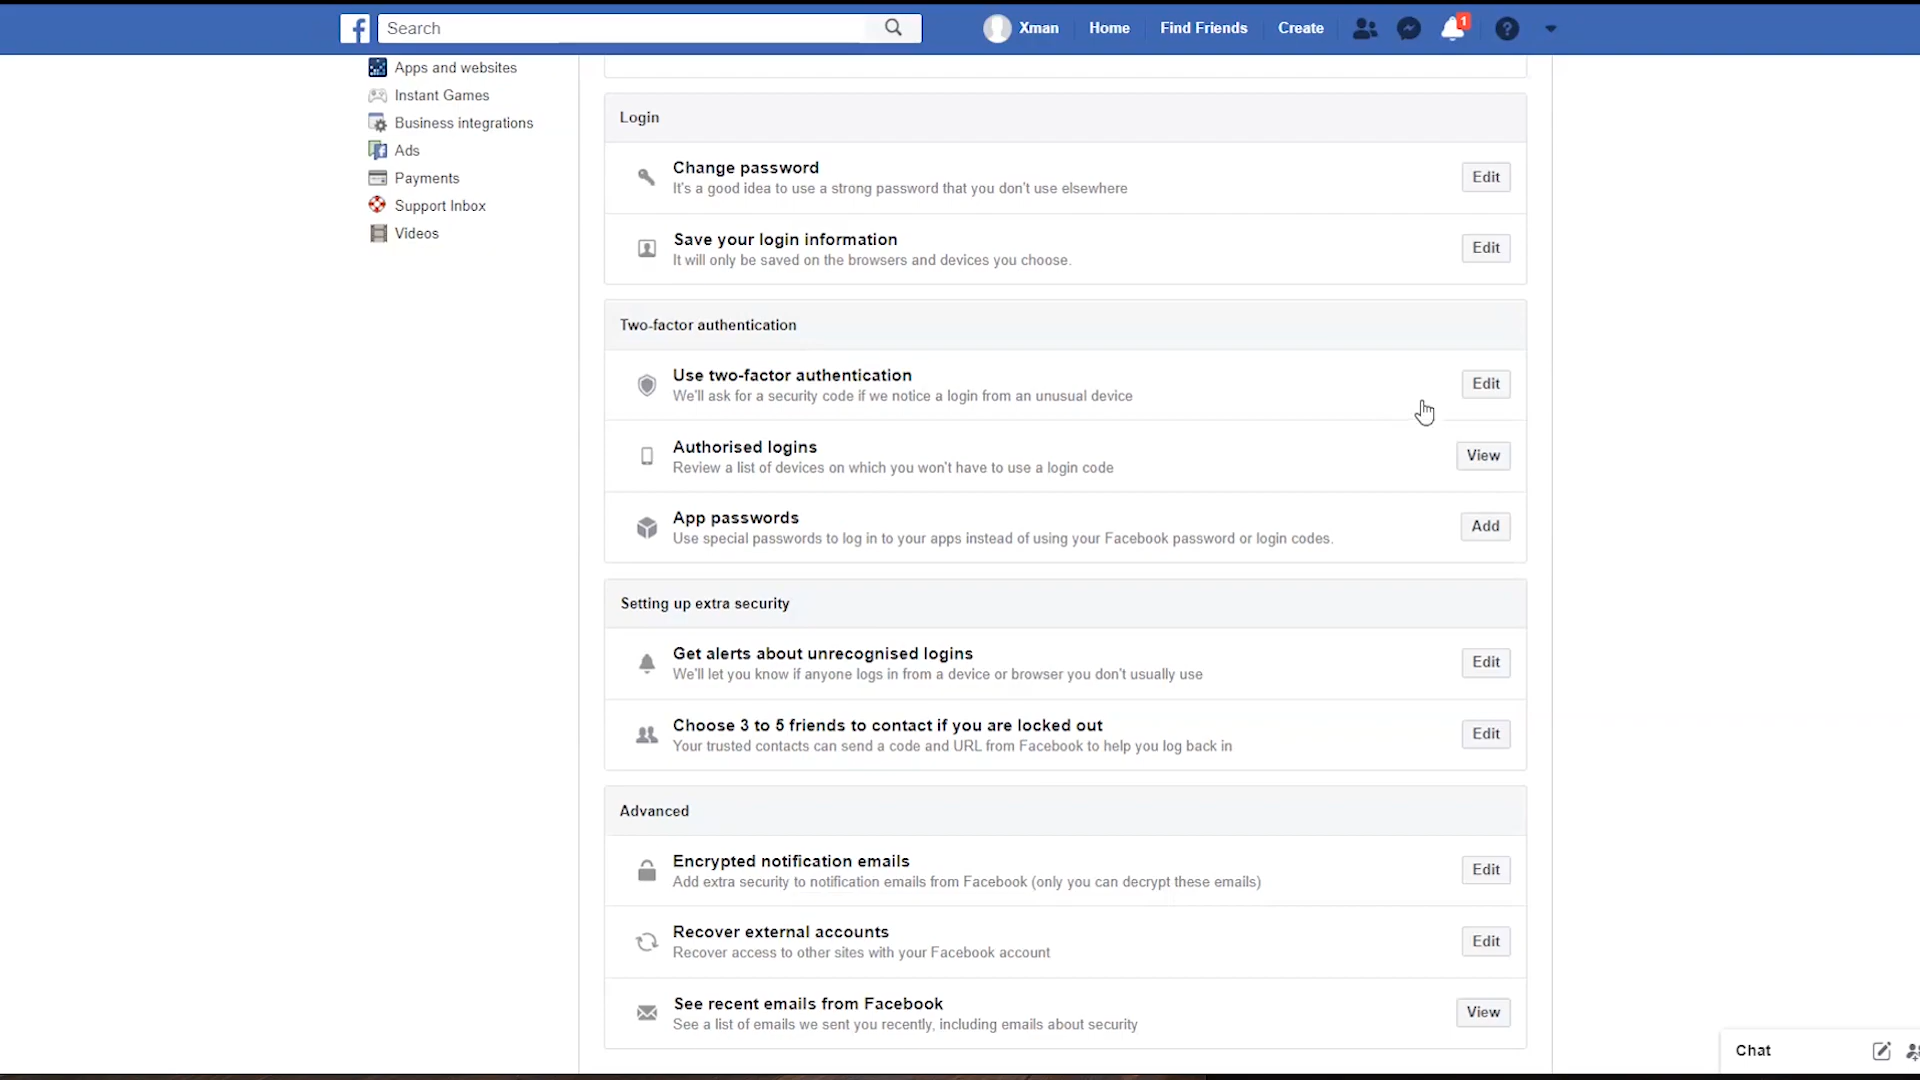 f Search Xman Home Find Friends Create 1 ?
Apps and websites
Instant Games
Business integrations
Ads
Payments
Support Inbox
Videos
Login
Change password
It's a good idea to use a strong password that you don't use elsewhere
Edit
Save your login information
It will only be saved on the browsers and devices you choose.
Edit
Two-factor authentication
Use two-factor authentication
We'll ask for a security code if we notice a login from an unusual device
Edit
Authorised logins
Review a list of devices on which you won't have to use a login code
View
App passwords
Use special passwords to log in to your apps instead of using your Facebook password or login codes.
Add
Setting up extra security
Get alerts about unrecognised logins
We'll let you know if anyone logs in from a device or browser you don't usually use
Edit
Choose 3 to 5 friends to contact if you are locked out
Your trusted contacts can send a code and URL from Facebook to help you log back in
Edit
Advanced
Encrypted notification emails
Add extra security to notification emails from Facebook (only you can decrypt these emails)
Edit
Recover external accounts
Recover access to other sites with your Facebook account
Edit
See recent emails from Facebook
See a list of emails we sent you recently, including emails about security
View
Chat